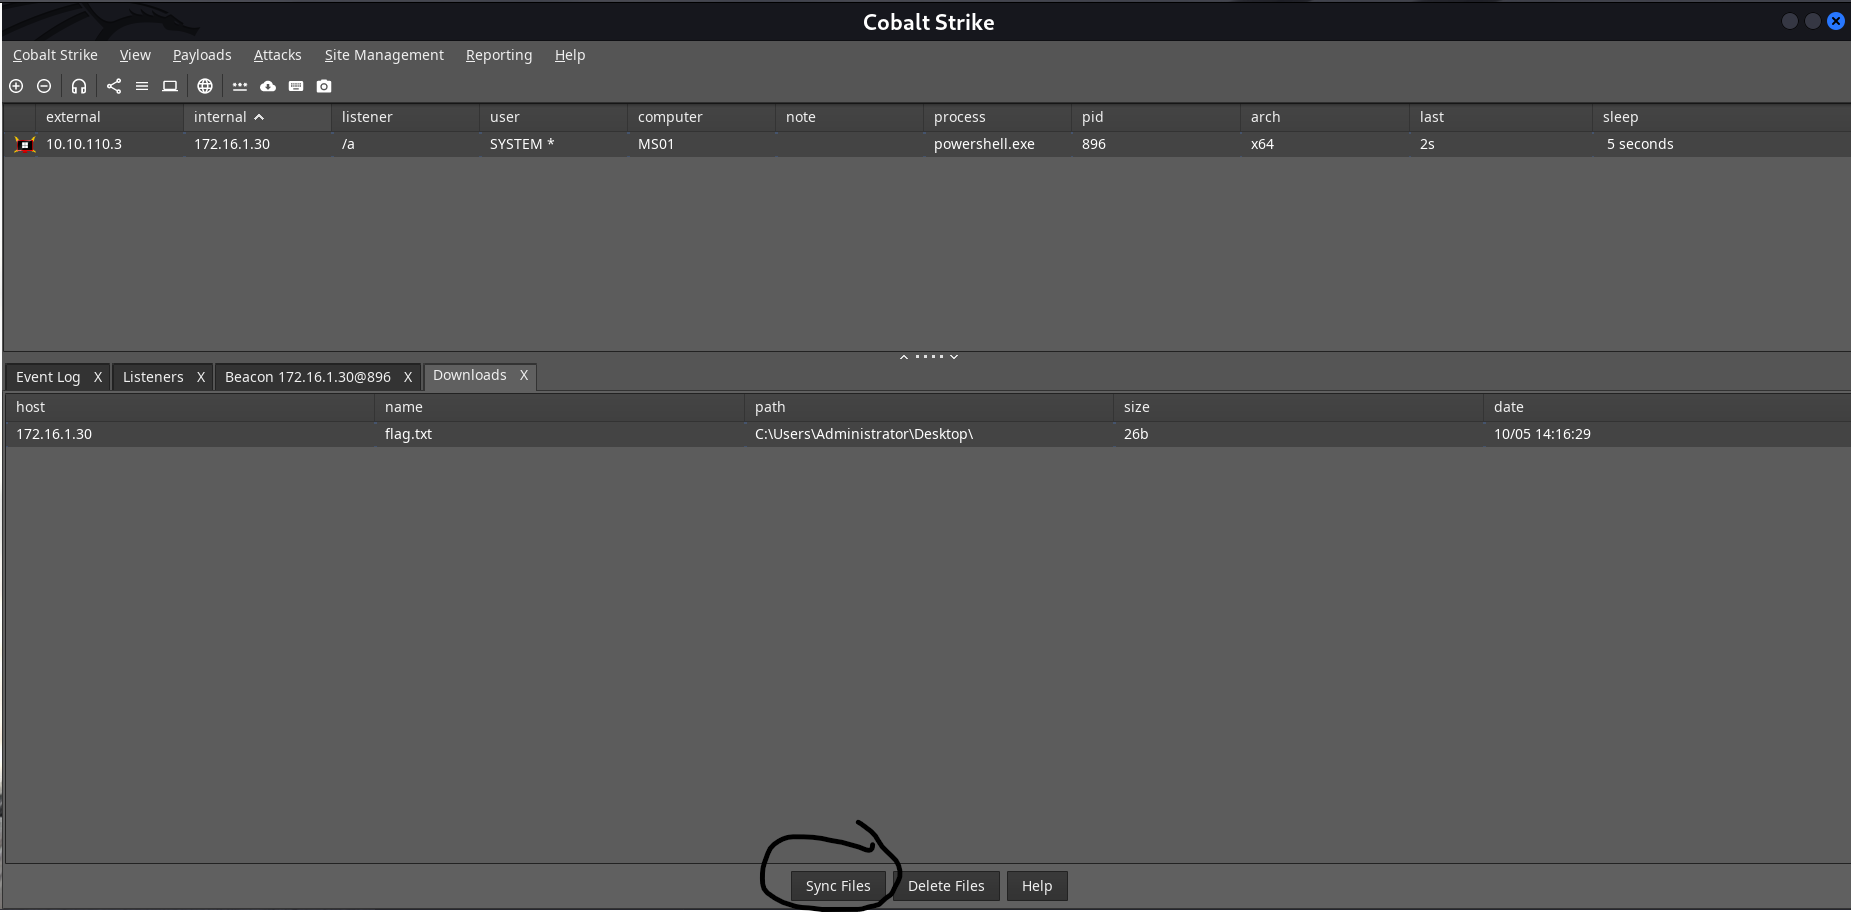 Cobalt Strike
Cobalt Strike View Payloads Attacks Site Management Reporting Help
external internal listener user computer note process pid arch last sleep
10.10.110.3 172.16.1.30 /a SYSTEM * MS01 powershell.exe 896 x64 2s 5 seconds
Event Log X Listeners X Beacon 172.16.1.30@896 X Downloads X
host name path size date
172.16.1.30 flag.txt C:\Users\Administrator\Desktop\ 26b 10/05 14:16:29
Sync Files Delete Files Help